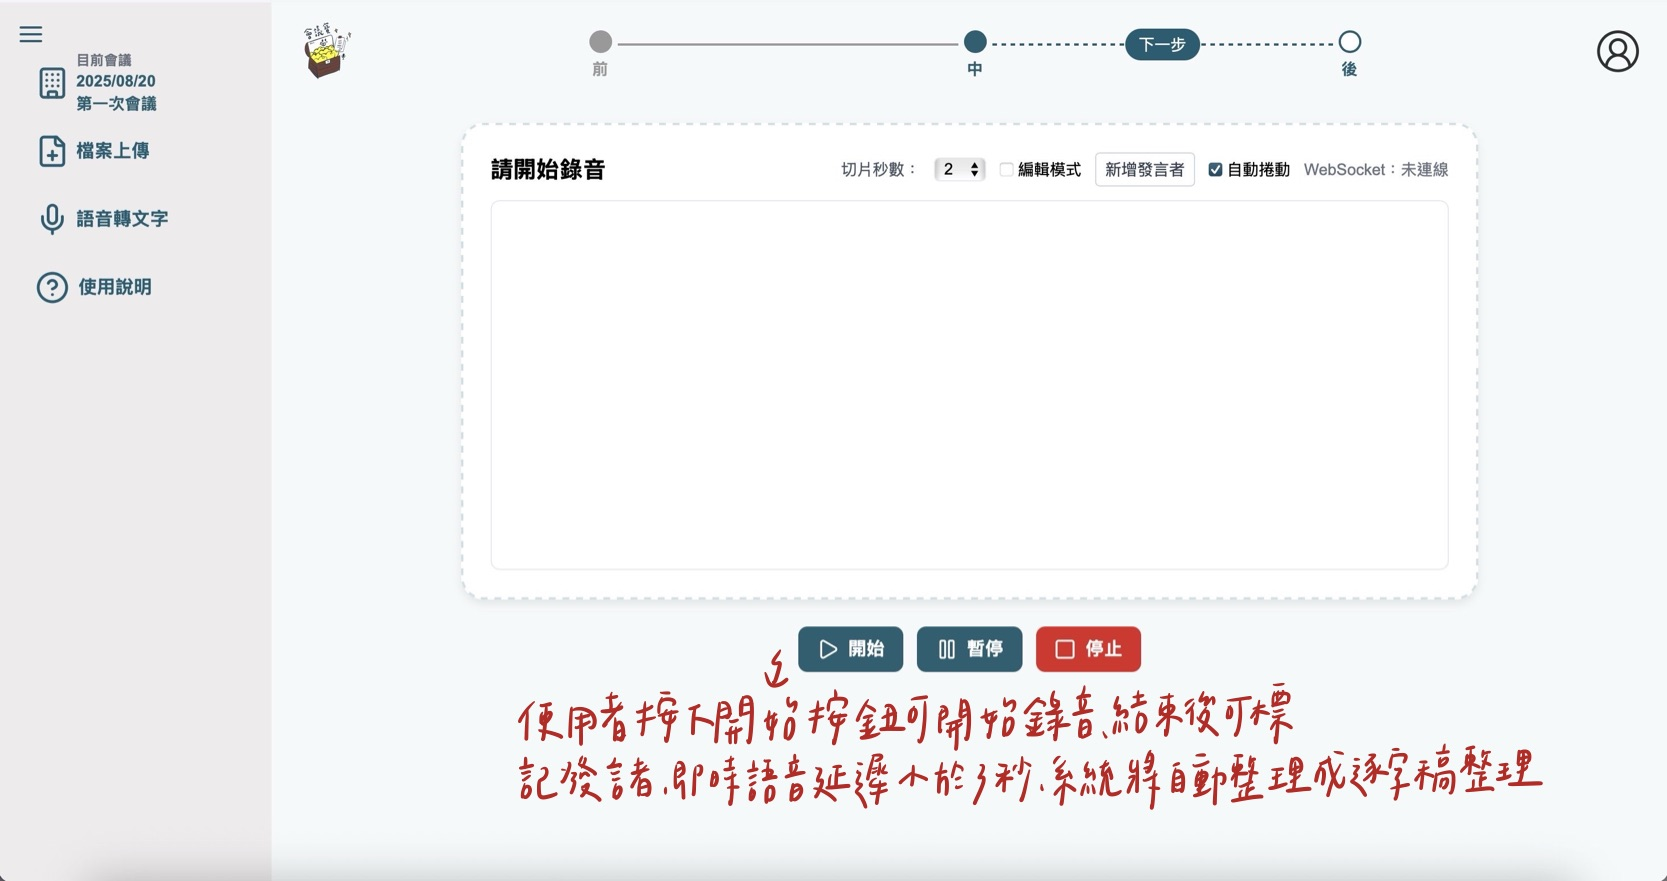 目前會議
2025/08/20
第一次會議
檔案上傳
語音轉文字
使用說明
會議寶
前
中
下一步
後
請開始錄音
切片秒數：
2
編輯模式
新增發言者
自動捲動
WebSocket：未連線
開始
暫停
停止
使用者按下開始按鈕可開始錄音、結束後可標
記發言者、即時語音延遲小於3秒、系統將自動整理成逐字稿整理